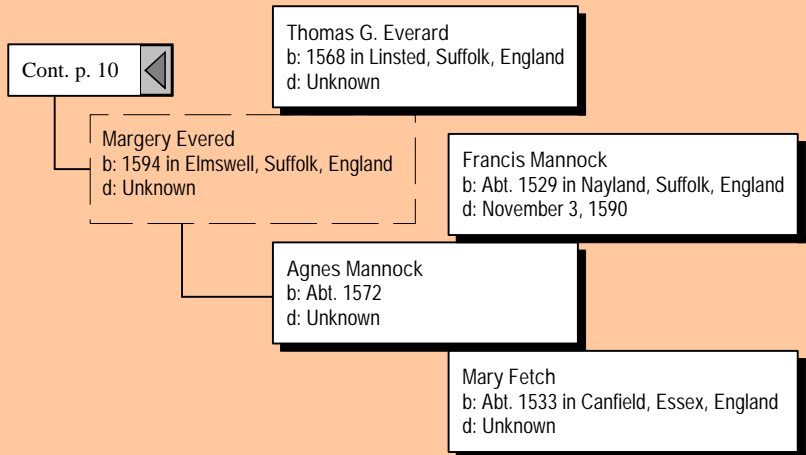 Thomas G. Everard
b: 1568 in Linsted, Suffolk, England
d: Unknown
Cont. p. 10
Margery Evered
b: 1594 in Elmswell, Suffolk, England
d: Unknown
Francis Mannock
b: Abt. 1529 in Nayland, Suffolk, England
d: November 3, 1590
Agnes Mannock
b: Abt. 1572
d: Unknown
Mary Fetch
b: Abt. 1533 in Canfield, Essex, England
d: Unknown